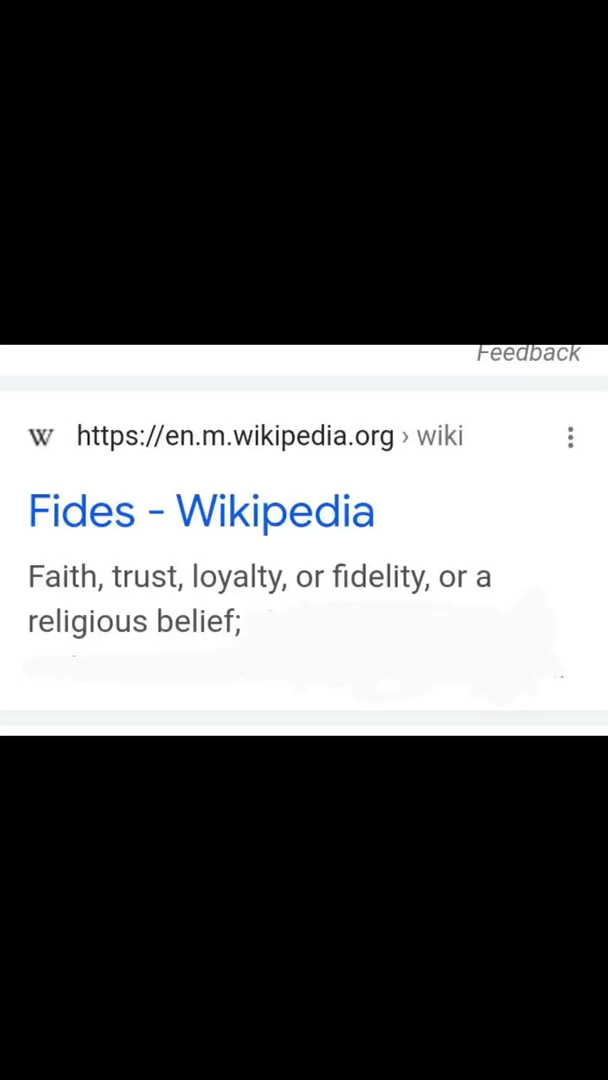 Feedback
W https://en.m.wikipedia.org › wiki
Fides - Wikipedia
Faith, trust, loyalty, or fidelity, or a
religious belief;